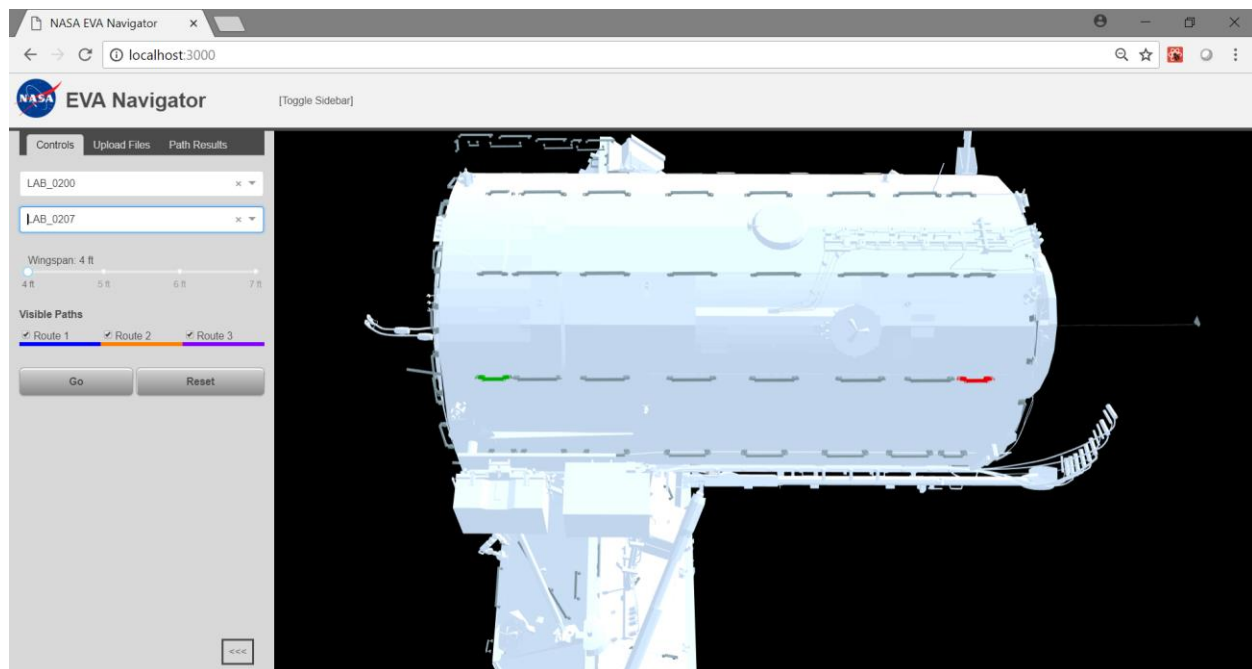 NASA EVA Navigator
localhost:3000
NASA EVA Navigator [Toggle Sidebar]
Controls Upload Files Path Results
LAB_0200
LAB_0207
Wingspan: 4 ft
4 ft 5 ft 6 ft 7 ft
Visible Paths
Route 1 Route 2 Route 3
Go Reset
<<<